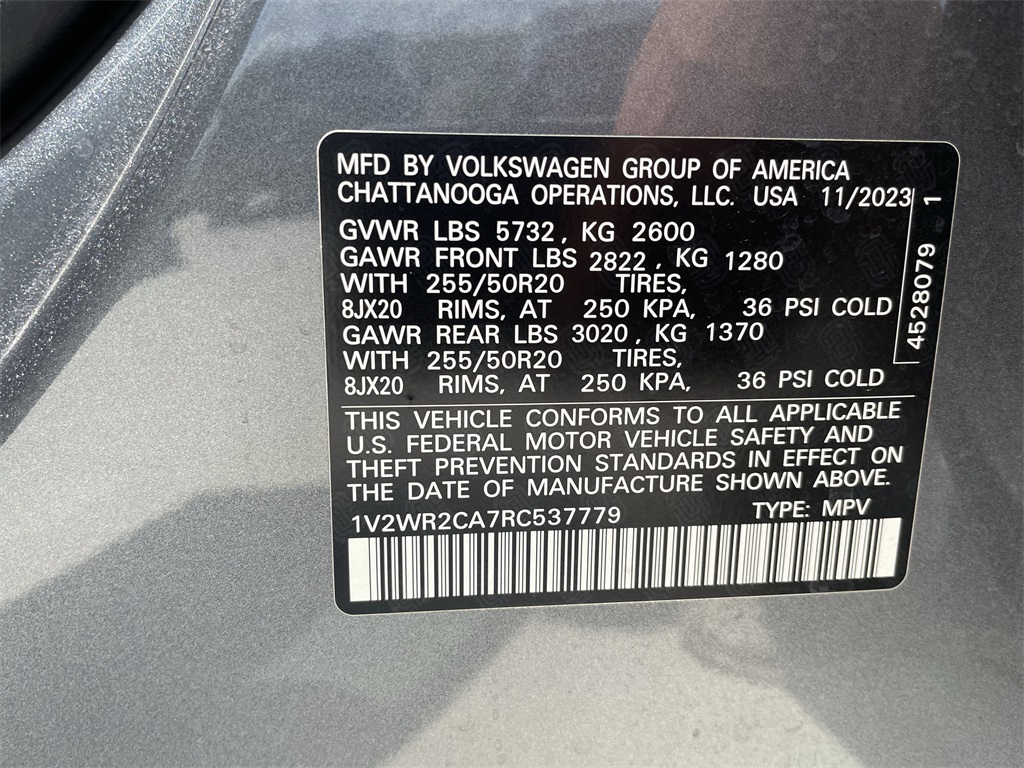 MFD BY VOLKSWAGEN GROUP OF AMERICA
CHATTANOOGA OPERATIONS, LLC. USA 11/2023
GVWR LBS 5732, KG 2600
GAWR FRONT LBS 2822, KG 1280
WITH 255/50R20 TIRES,
8JX20 RIMS, AT 250 KPA, 36 PSI COLD
GAWR REAR LBS 3020, KG 1370
WITH 255/50R20 TIRES,
8JX20 RIMS, AT 250 KPA, 36 PSI COLD
4528079 1
THIS VEHICLE CONFORMS TO ALL APPLICABLE
U.S. FEDERAL MOTOR VEHICLE SAFETY AND
THEFT PREVENTION STANDARDS IN EFFECT ON
THE DATE OF MANUFACTURE SHOWN ABOVE.
1V2WR2CA7RC537779 TYPE: MPV